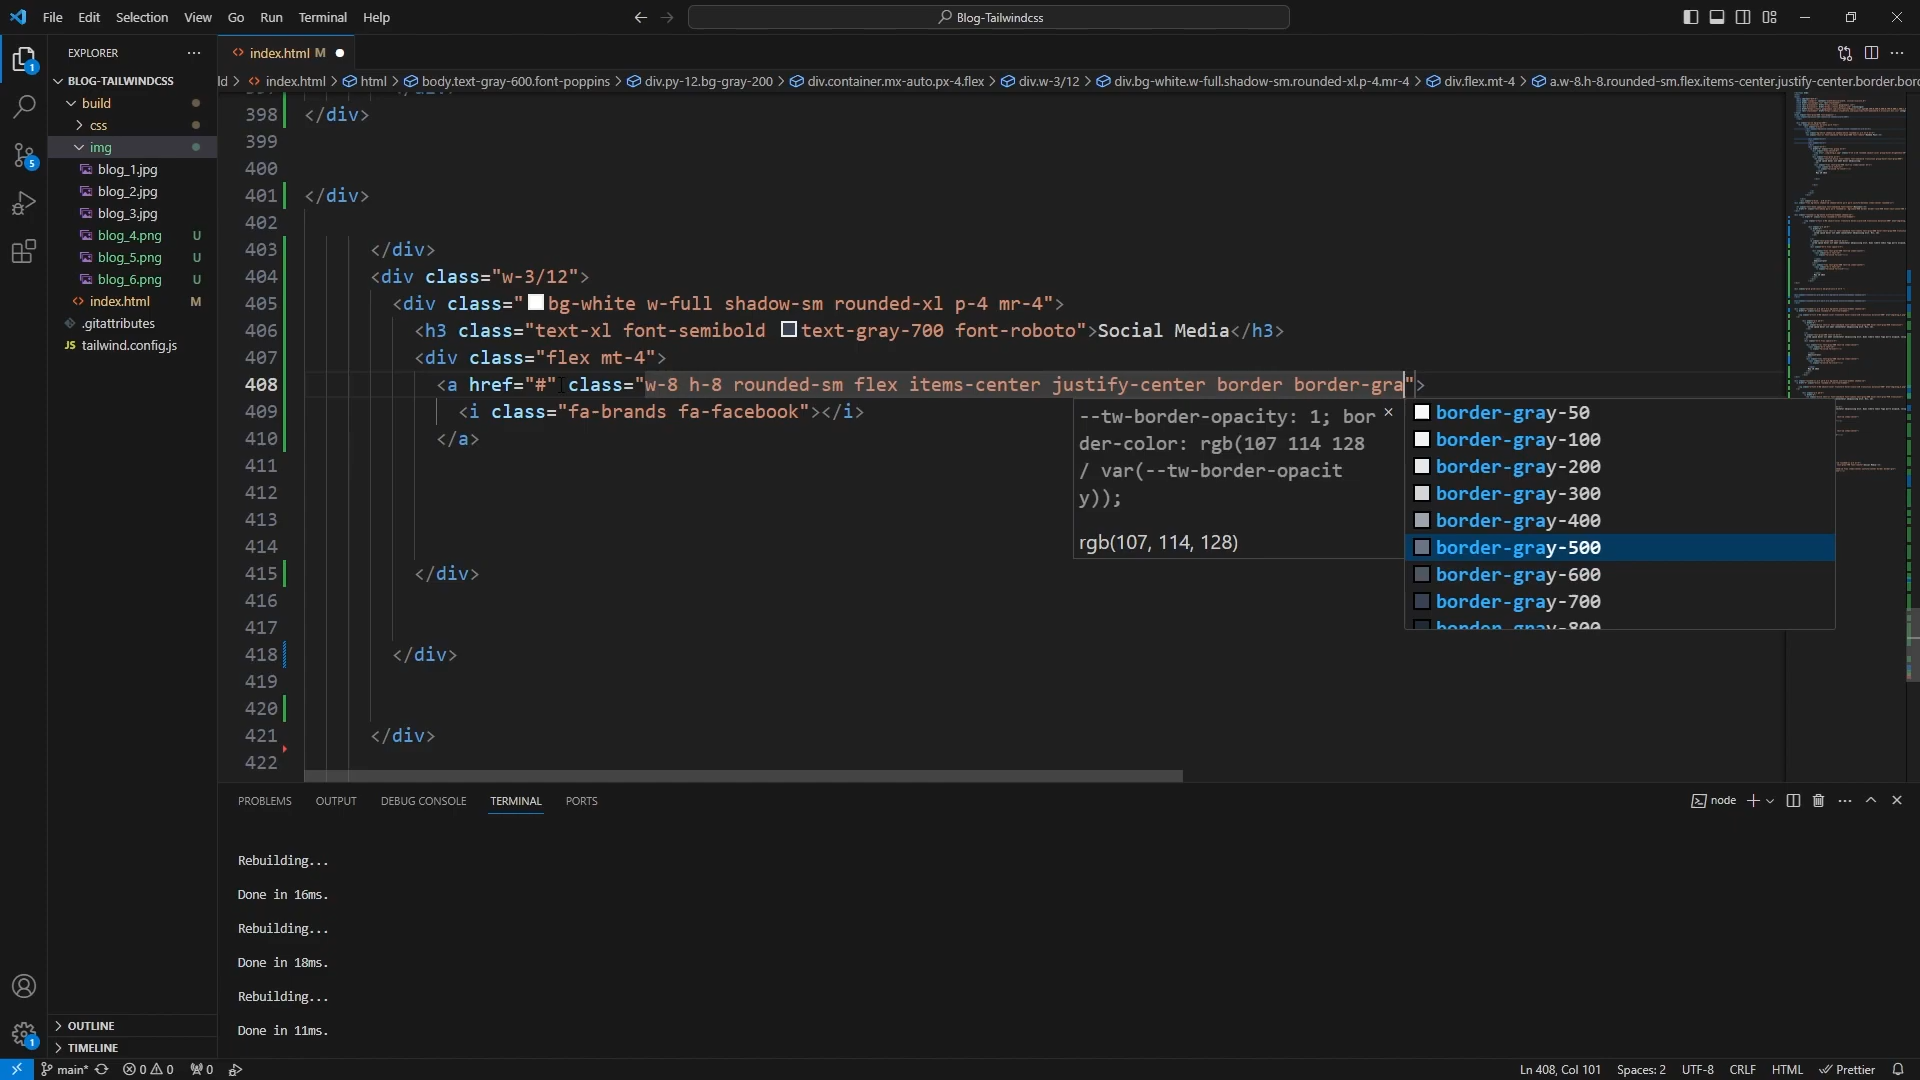 File Edit Selection View Go Run Terminal Help
Blog-Tailwindcss
EXPLORER
index.html M
BLOG-TAILWINDCSS
ld > index.html > html > body.text-gray-600.font-poppins > div.py-12.bg-gray-200 > div.container.mx-auto.px-4.flex > div.w-3/12 > div.bg-white.w-full.shadow-sm.rounded-xl.p-4.mr-4 > div.flex.mt-4 > a.w-8.h-8.rounded-sm.flex.items-center.justify-center.border.bor
build
css
img
blog_1.jpg
blog_2.jpg
blog_3.jpg
blog_4.png U
blog_5.png U
blog_6.png U
index.html M
.gitattributes
JS tailwind.config.js
398 </div>
399
400
401 </div>
402
403 </div>
404 <div class="w-3/12">
405 <div class="bg-white w-full shadow-sm rounded-xl p-4 mr-4">
406 <h3 class="text-xl font-semibold text-gray-700 font-roboto">Social Media</h3>
407 <div class="flex mt-4">
408 <a href="#" class="w-8 h-8 rounded-sm flex items-center justify-center border border-gra">
409 <i class="fa-brands fa-facebook"></i>
410 </a>
411
412
413
414
415 </div>
416
417
418 </div>
419
420
421 </div>
422
--tw-border-opacity: 1; bor
der-color: rgb(107 114 128
/ var(--tw-border-opacit
y));
rgb(107, 114, 128)
border-gray-50
border-gray-100
border-gray-200
border-gray-300
border-gray-400
border-gray-500
border-gray-600
border-gray-700
border-gray-800
PROBLEMS OUTPUT DEBUG CONSOLE TERMINAL PORTS
node
Rebuilding...
Done in 16ms.
Rebuilding...
Done in 18ms.
Rebuilding...
Done in 11ms.
OUTLINE
TIMELINE
1
5
1
main* 0 0 0
Ln 408, Col 101 Spaces: 2 UTF-8 CRLF HTML Prettier